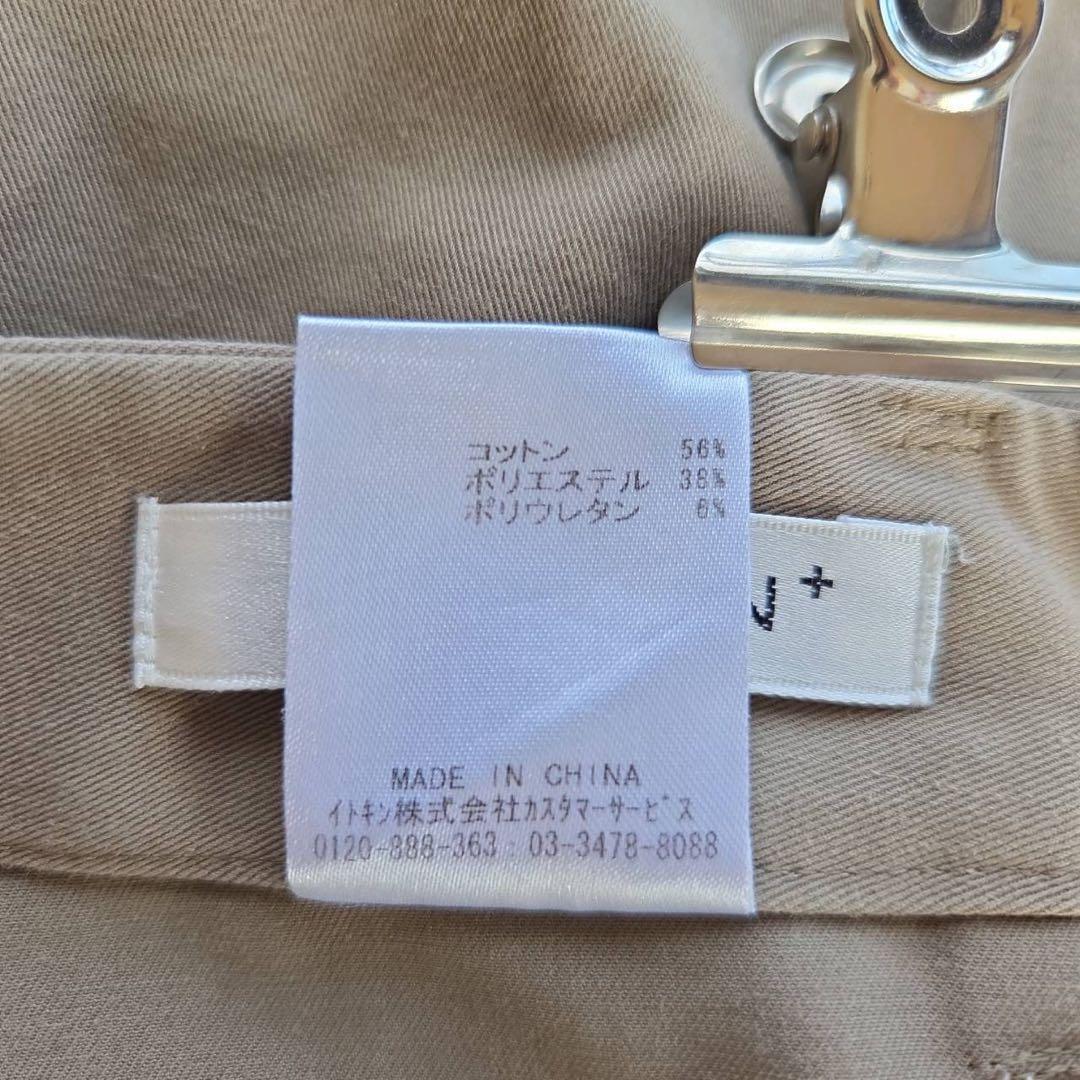 コットン 56%
ポリエステル 38%
ポリウレタン 6%
+
MADE IN CHINA
イトキン株式会社カスタマーサービス
0120-888-363 03-3478-8088